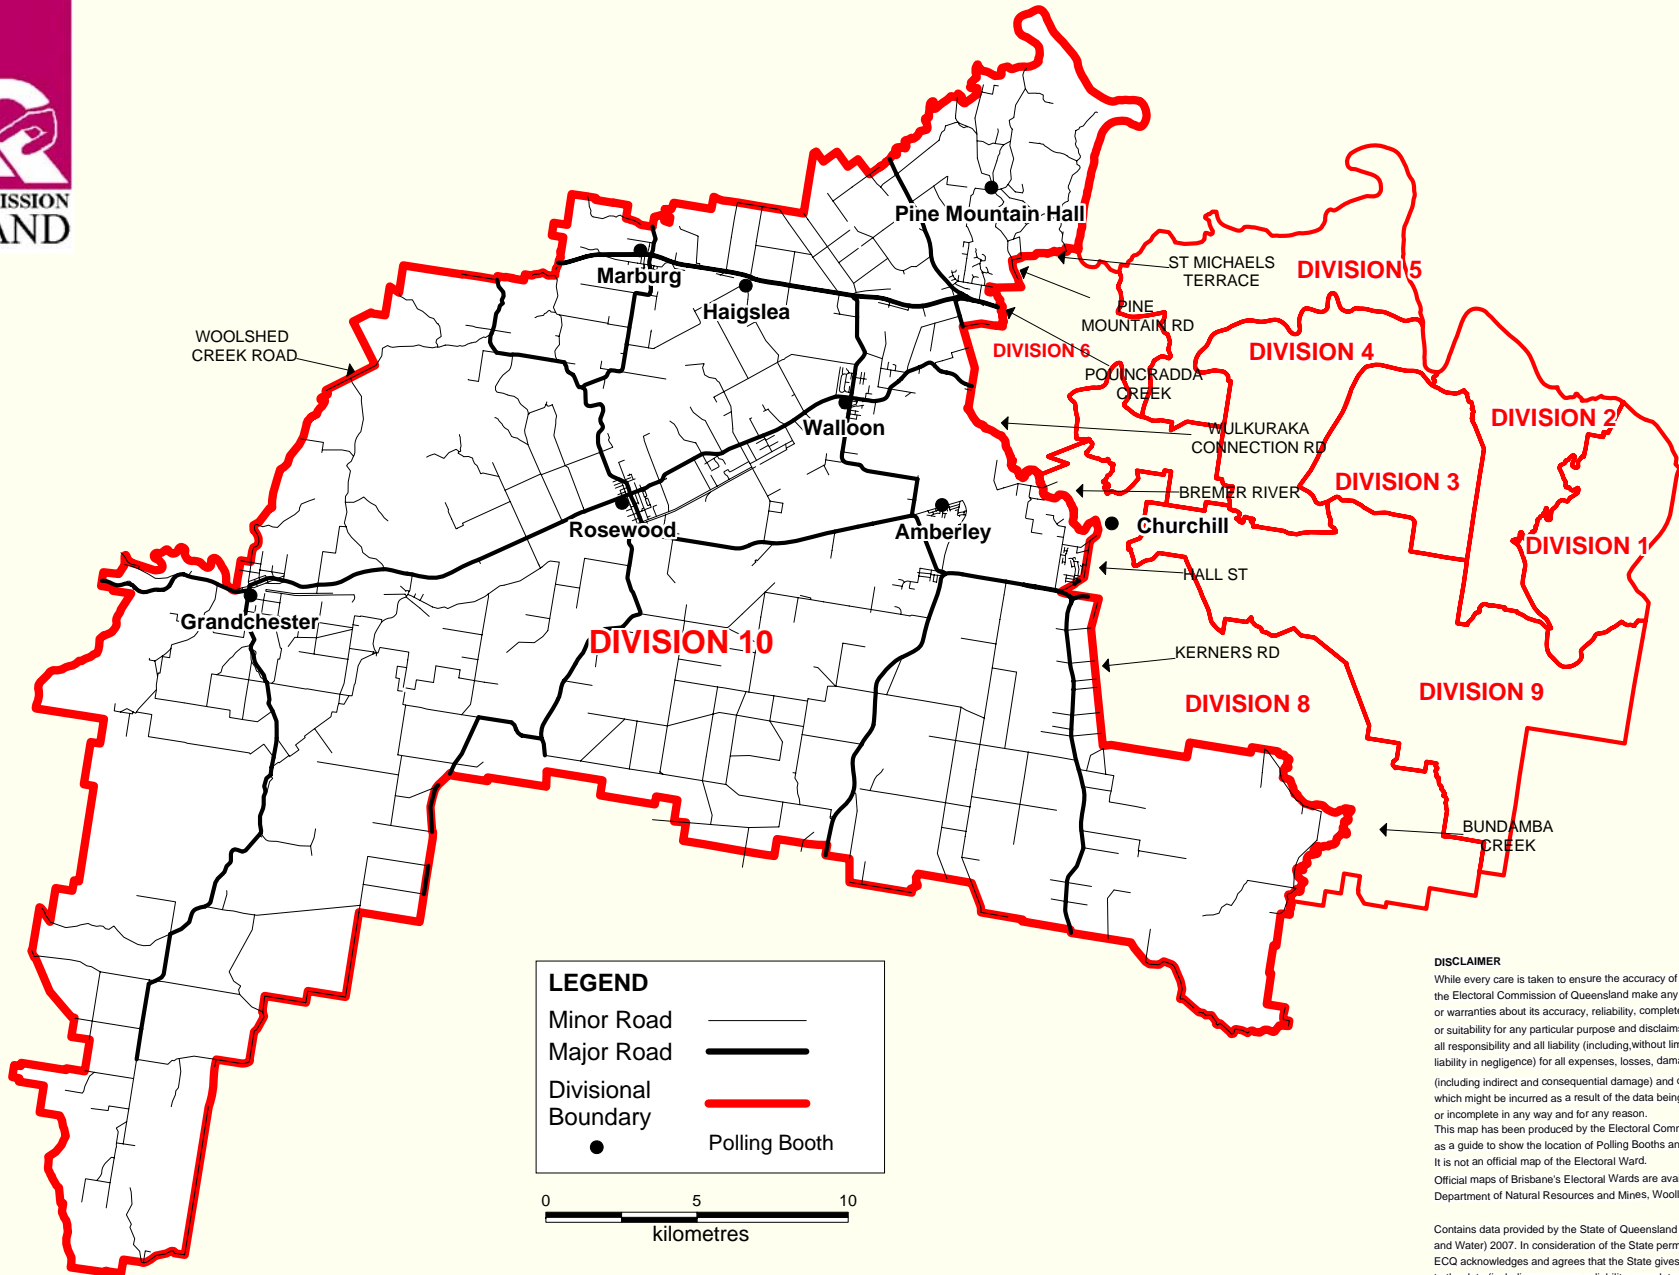 ISSION
AND
Pine Mountain Hall
ST MICHAELS
TERRACE
DIVISION 5
Marburg
Haigslea
PINE
MOUNTAIN RD
WOOLSHED
CREEK ROAD
DIVISION 6
DIVISION 4
POUINCRADDA
CREEK
DIVISION 2
Walloon
WULKURAKA
CONNECTION RD
DIVISION 3
BREMER RIVER
Rosewood
Amberley
Churchill
DIVISION 1
HALL ST
Grandchester
DIVISION 10
KERNERS RD
DIVISION 8
DIVISION 9
BUNDAMBA
CREEK
LEGEND
Minor Road
Major Road
Divisional
Boundary
Polling Booth
0 5 10
kilometres
DISCLAIMER
While every care is taken to ensure the accuracy of
the Electoral Commission of Queensland make any
or warranties about its accuracy, reliability, complet
or suitability for any particular purpose and disclaim
all responsibility and all liability (including,without lim
liability in negligence) for all expenses, losses, dama
(including indirect and consequential damage) and
which might be incurred as a result of the data being
or incomplete in any way and for any reason.
This map has been produced by the Electoral Comm
as a guide to show the location of Polling Booths an
It is not an official map of the Electoral Ward.
Official maps of Brisbane's Electoral Wards are ava
Department of Natural Resources and Mines, Wooll
Contains data provided by the State of Queensland
and Water) 2007. In consideration of the State perm
ECQ acknowledges and agrees that the State gives